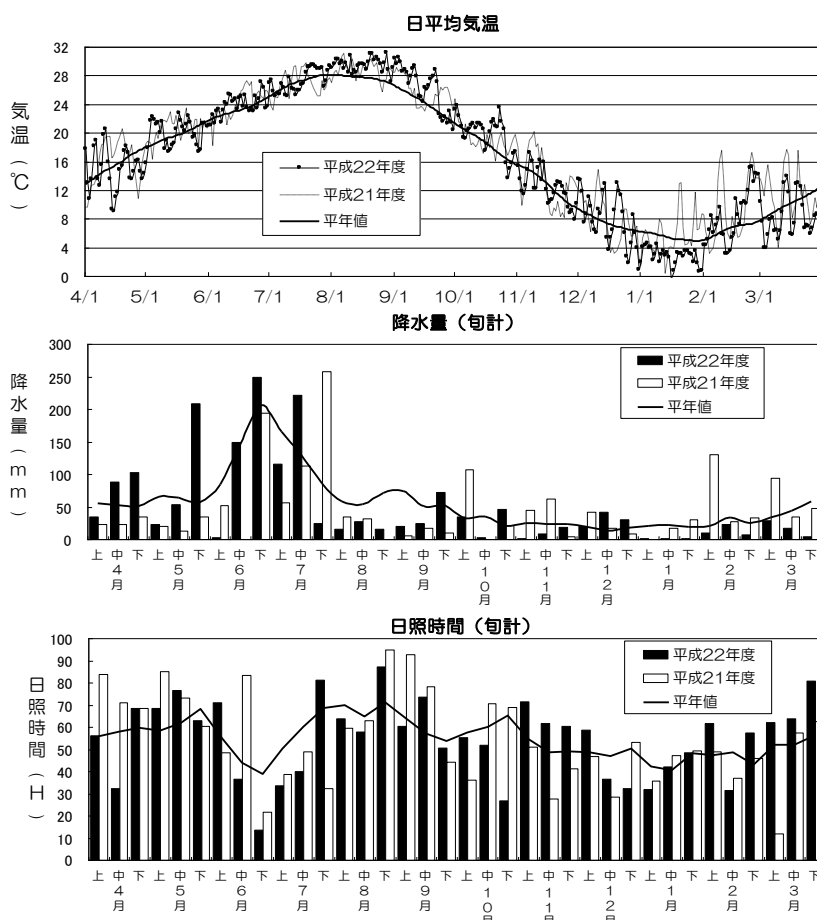 日平均気温
32
28
24
20
16
12
8
4
0
気温(℃)
平成22年度
平成21年度
平年値
4/1 5/1 6/1 7/1 8/1 9/1 10/1 11/1 12/1 1/1 2/1 3/1
降水量(旬計)
300
250
200
150
100
50
0
降水量(mm)
平成22年度
平成21年度
平年値
上 中 下 上 中 下 上 中 下 上 中 下 上 中 下 上 中 下 上 中 下 上 中 下 上 中 下 上 中 下 上 中 下 上 中 下
4月 5月 6月 7月 8月 9月 10月 11月 12月 1月 2月 3月
日照時間(旬計)
100
90
80
70
60
50
40
30
20
10
0
日照時間(H)
平成22年度
平成21年度
平年値
上 中 下 上 中 下 上 中 下 上 中 下 上 中 下 上 中 下 上 中 下 上 中 下 上 中 下 上 中 下 上 中 下 上 中 下
4月 5月 6月 7月 8月 9月 10月 11月 12月 1月 2月 3月